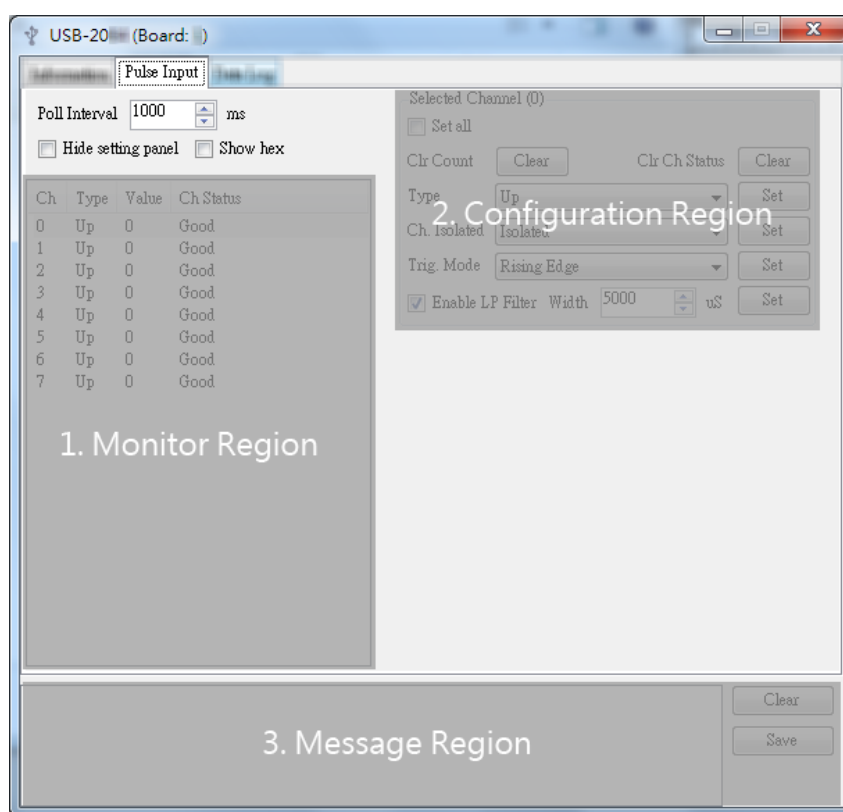 USB-20 (Board: )
Pulse Input
Poll Interval 1000 ms
Hide setting panel Show hex
Ch Type Value Ch Status
0 Up 0 Good
1 Up 0 Good
2 Up 0 Good
3 Up 0 Good
4 Up 0 Good
5 Up 0 Good
6 Up 0 Good
7 Up 0 Good
1. Monitor Region
Selected Channel (0)
Set all
Clr Count Clear Clr Ch Status Clear
Type Up Set
2. Configuration Region
Ch. Isolated Isolated Set
Trig. Mode Rising Edge Set
Enable LP Filter Width 5000 uS Set
3. Message Region
Clear
Save